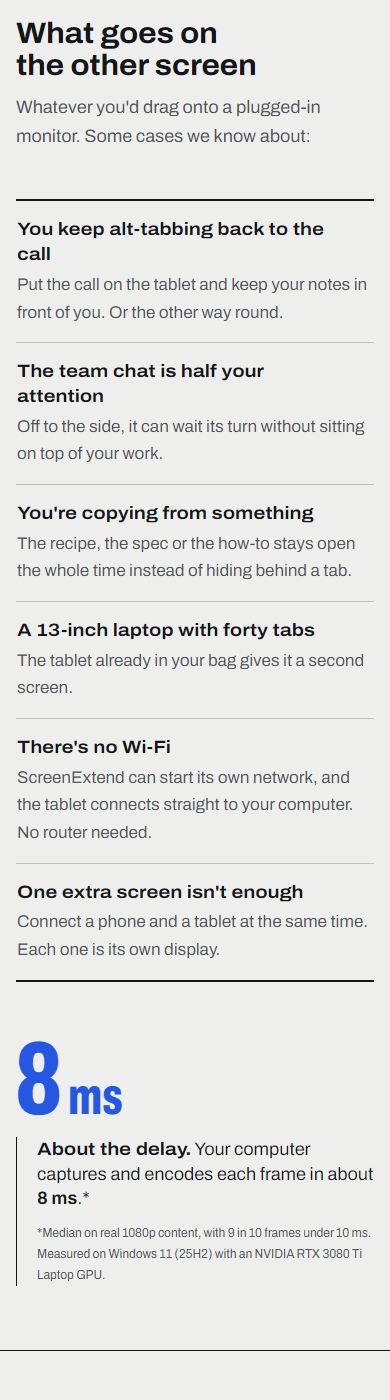 What goes on
the other screen
Whatever you'd drag onto a plugged-in
monitor. Some cases we know about:
You keep alt-tabbing back to the
call
Put the call on the tablet and keep your notes in
front of you. Or the other way round.
The team chat is half your
attention
Off to the side, it can wait its turn without sitting
on top of your work.
You're copying from something
The recipe, the spec or the how-to stays open
the whole time instead of hiding behind a tab.
A 13-inch laptop with forty tabs
The tablet already in your bag gives it a second
screen.
There's no Wi-Fi
ScreenExtend can start its own network, and
the tablet connects straight to your computer.
No router needed.
One extra screen isn't enough
Connect a phone and a tablet at the same time.
Each one is its own display.
8 ms
About the delay. Your computer
captures and encodes each frame in about
8 ms.*
*Median on real 1080p content, with 9 in 10 frames under 10 ms.
Measured on Windows 11 (25H2) with an NVIDIA RTX 3080 Ti
Laptop GPU.